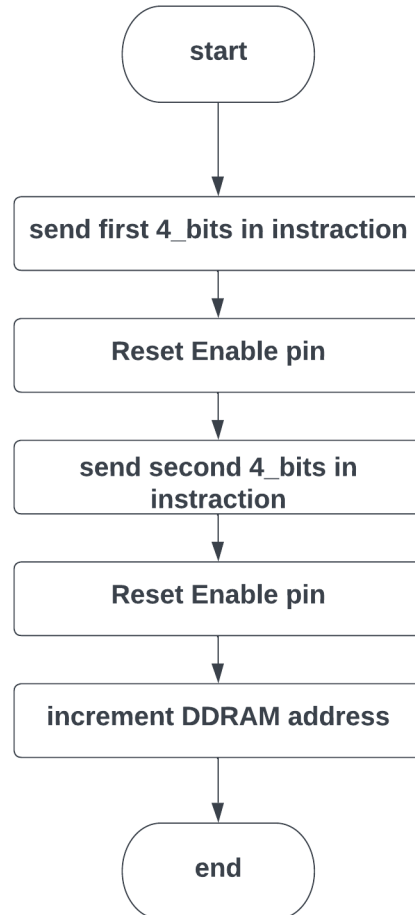 start
send first 4_bits in instraction
Reset Enable pin
send second 4_bits in
instraction
Reset Enable pin
increment DDRAM address
end